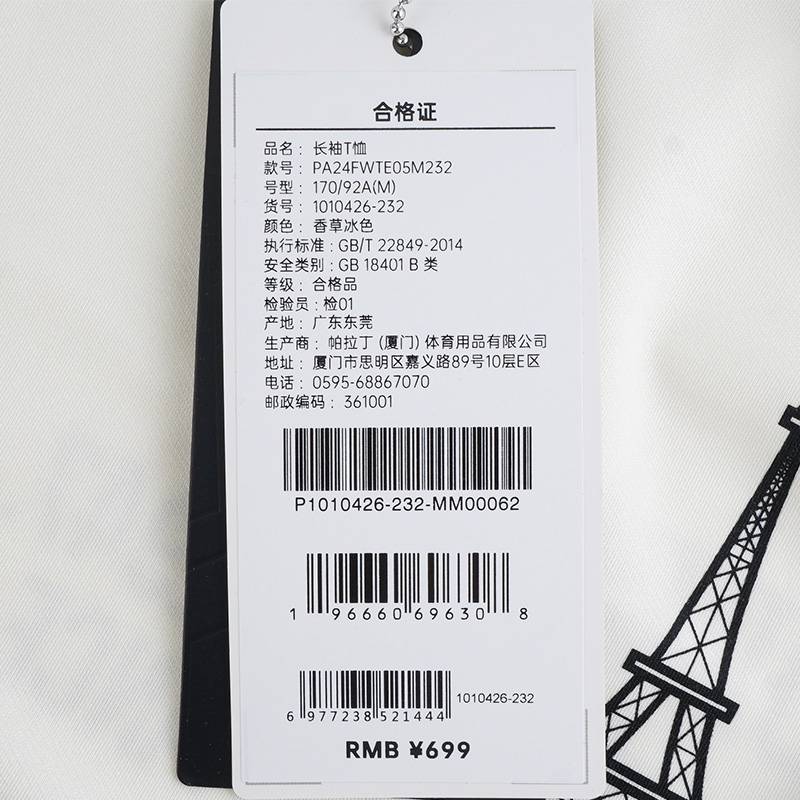 合格证
品名： 长袖T恤
款号： PA24FWTE05M232
号型： 170/92A(M)
货号： 1010426-232
颜色： 香草冰色
执行标准：GB/T 22849-2014
安全类别：GB 18401 B 类
等级： 合格品
检验员：检01
产地： 广东东莞
生产商： 帕拉丁 (厦门) 体育用品有限公司
地址： 厦门市思明区嘉义路89号10层E区
电话： 0595-68867070
邮政编码： 361001
P1010426-232-MM00062
1 96660 69630 8
6 977238 521444
1010426-232
RMB ¥699